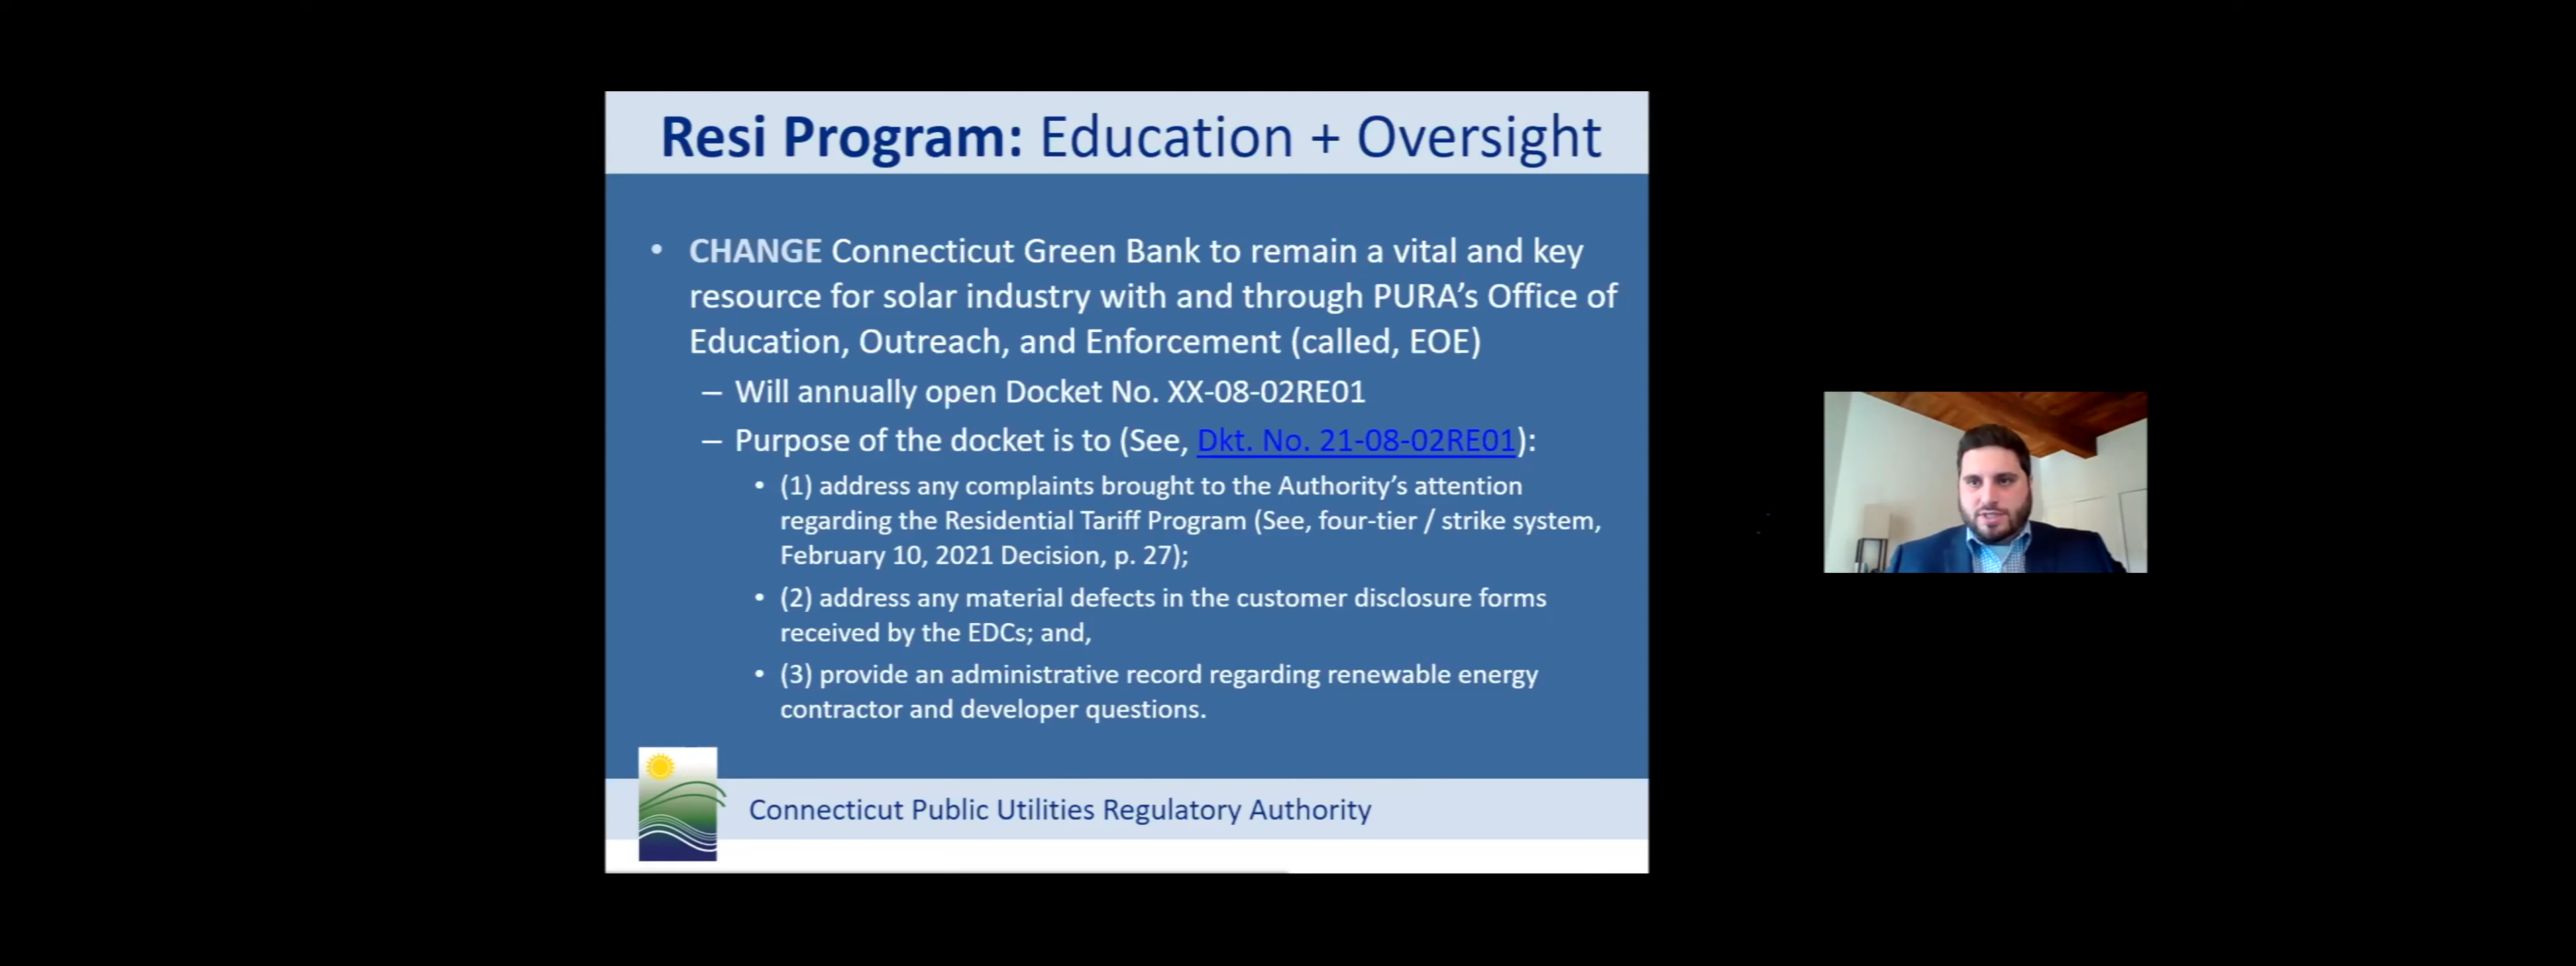 Resi Program: Education + Oversight
• CHANGE Connecticut Green Bank to remain a vital and key
resource for solar industry with and through PURA’s Office of
Education, Outreach, and Enforcement (called, EOE)
– Will annually open Docket No. XX-08-02RE01
– Purpose of the docket is to (See, Dkt. No. 21-08-02RE01):
• (1) address any complaints brought to the Authority’s attention
regarding the Residential Tariff Program (See, four-tier / strike system,
February 10, 2021 Decision, p. 27);
• (2) address any material defects in the customer disclosure forms
received by the EDCs; and,
• (3) provide an administrative record regarding renewable energy
contractor and developer questions.
Connecticut Public Utilities Regulatory Authority